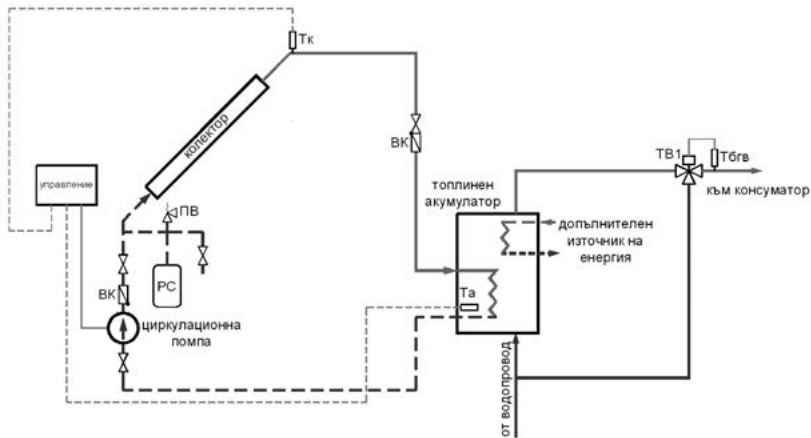 Тк
колектор
ВК
ТВ1
Тбгв
към консуматор
топлинен
акумулатор
управление
ПВ
допълнителен
източник на
енергия
РС
ВК
Та
циркулационна
помпа
от водопровод